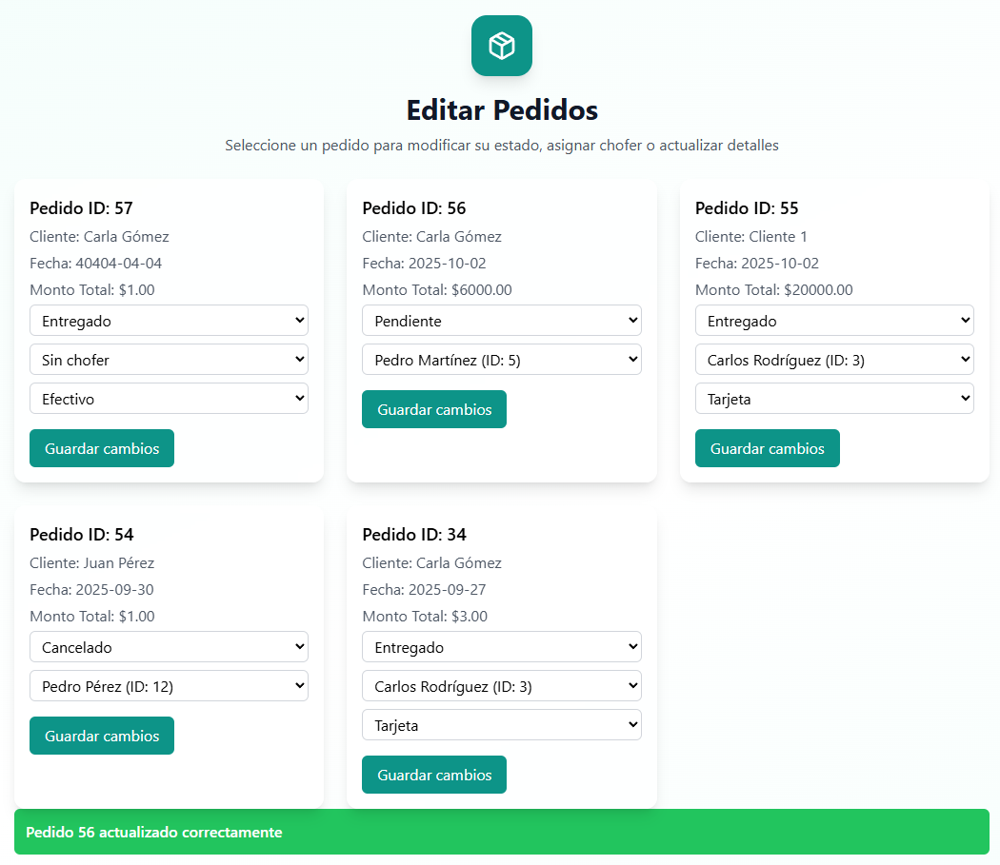 Editar Pedidos
Seleccione un pedido para modificar su estado, asignar chofer o actualizar detalles
Pedido ID: 57
Cliente: Carla Gómez
Fecha: 40404-04-04
Monto Total: $1.00
Entregado
Sin chofer
Efectivo
Guardar cambios
Pedido ID: 56
Cliente: Carla Gómez
Fecha: 2025-10-02
Monto Total: $6000.00
Pendiente
Pedro Martínez (ID: 5)
Guardar cambios
Pedido ID: 55
Cliente: Cliente 1
Fecha: 2025-10-02
Monto Total: $20000.00
Entregado
Carlos Rodríguez (ID: 3)
Tarjeta
Guardar cambios
Pedido ID: 54
Cliente: Juan Pérez
Fecha: 2025-09-30
Monto Total: $1.00
Cancelado
Pedro Pérez (ID: 12)
Guardar cambios
Pedido ID: 34
Cliente: Carla Gómez
Fecha: 2025-09-27
Monto Total: $3.00
Entregado
Carlos Rodríguez (ID: 3)
Tarjeta
Guardar cambios
Pedido 56 actualizado correctamente